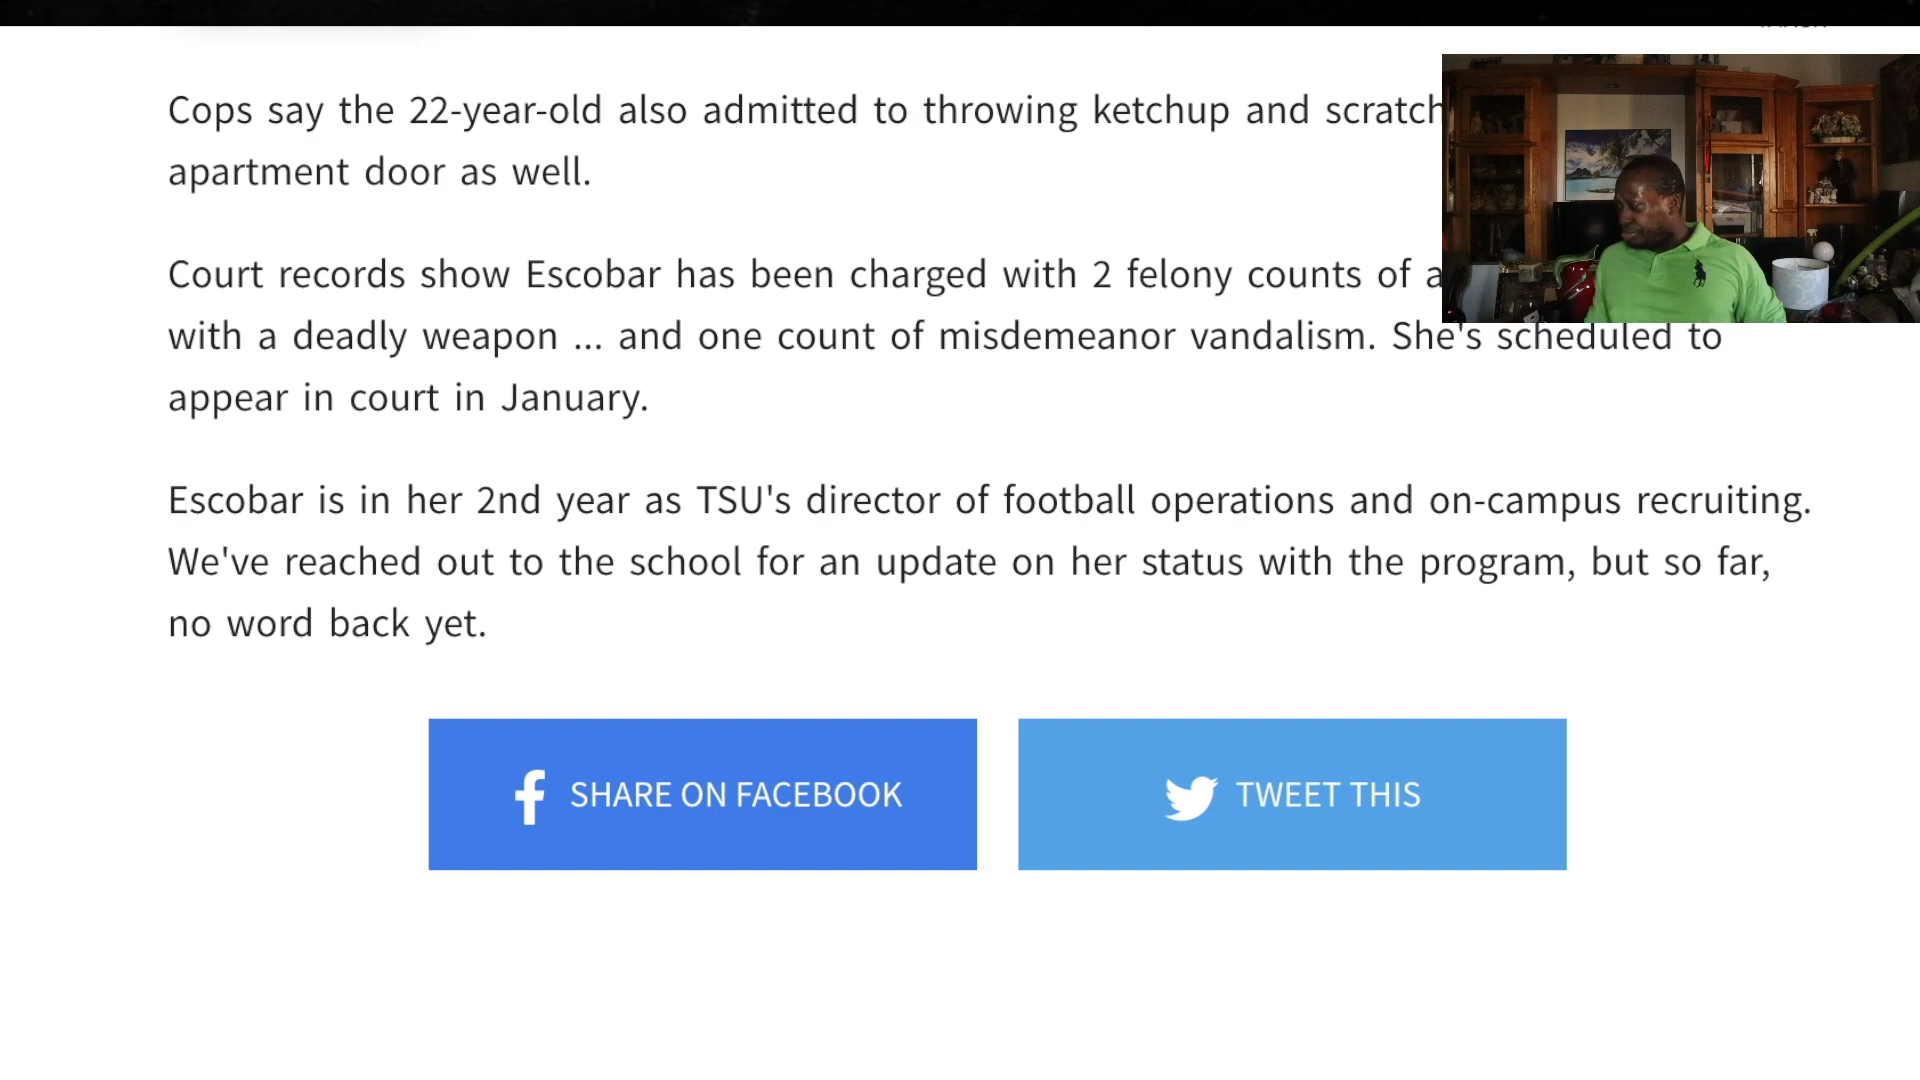 Cops say the 22-year-old also admitted to throwing ketchup and scratch
apartment door as well.
Court records show Escobar has been charged with 2 felony counts of a
with a deadly weapon ... and one count of misdemeanor vandalism. She's scheduled to
appear in court in January.
Escobar is in her 2nd year as TSU's director of football operations and on-campus recruiting.
We've reached out to the school for an update on her status with the program, but so far,
no word back yet.
SHARE ON FACEBOOK
TWEET THIS